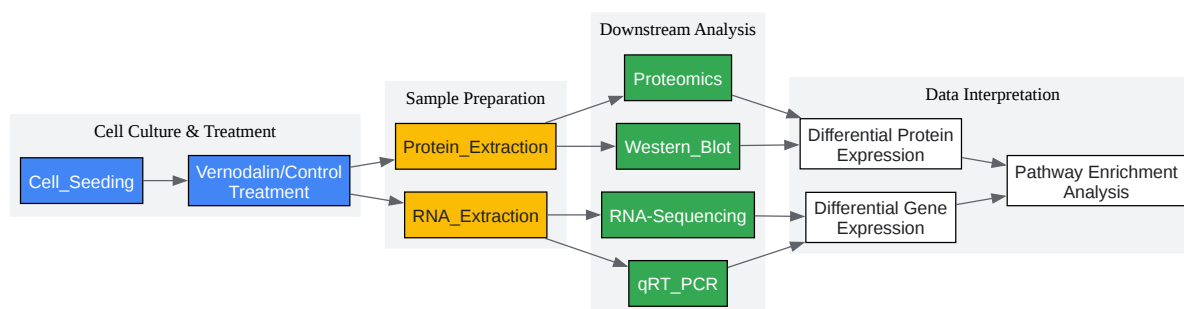 Cell Culture & Treatment
Cell_Seeding
Vernodalin/Control
Treatment
Sample Preparation
Protein_Extraction
RNA_Extraction
Downstream Analysis
Proteomics
Western_Blot
RNA-Sequencing
qRT_PCR
Data Interpretation
Differential Protein
Expression
Differential Gene
Expression
Pathway Enrichment
Analysis